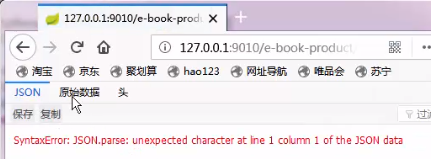 127.0.0.1:9010/e-book-produ
127.0.0.1:9010/e-book-product
淘宝 京东 聚划算 hao123 网址导航 唯品会 苏宁
JSON 原始数据 头
保存 复制 过
SyntaxError: JSON.parse: unexpected character at line 1 column 1 of the JSON data